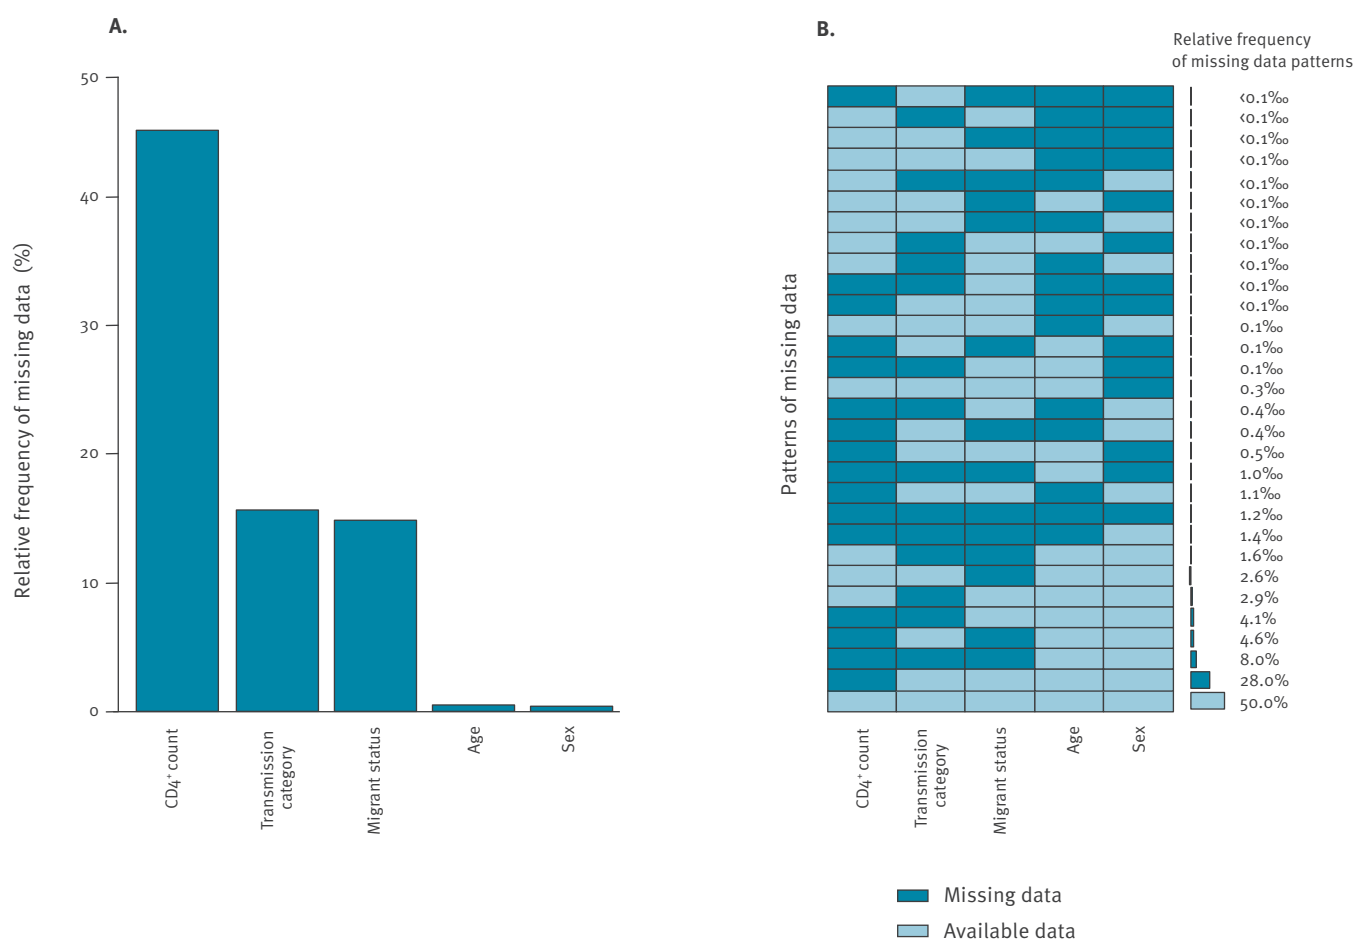 A.
Relative frequency of missing data (%)
50
40
30
20
10
0
CD4⁺ count
Transmission
category
Migrant status
Age
Sex
B.
Relative frequency
of missing data patterns
Patterns of missing data
<0.1‰
<0.1‰
<0.1‰
<0.1‰
<0.1‰
<0.1‰
<0.1‰
<0.1‰
<0.1‰
<0.1‰
<0.1‰
0.1‰
0.1‰
0.1‰
0.3‰
0.4‰
0.4‰
0.5‰
1.0‰
1.1‰
1.2‰
1.4‰
1.6‰
2.6%
2.9%
4.1%
4.6%
8.0%
28.0%
50.0%
CD4⁺ count
Transmission
category
Migrant status
Age
Sex
Missing data
Available data